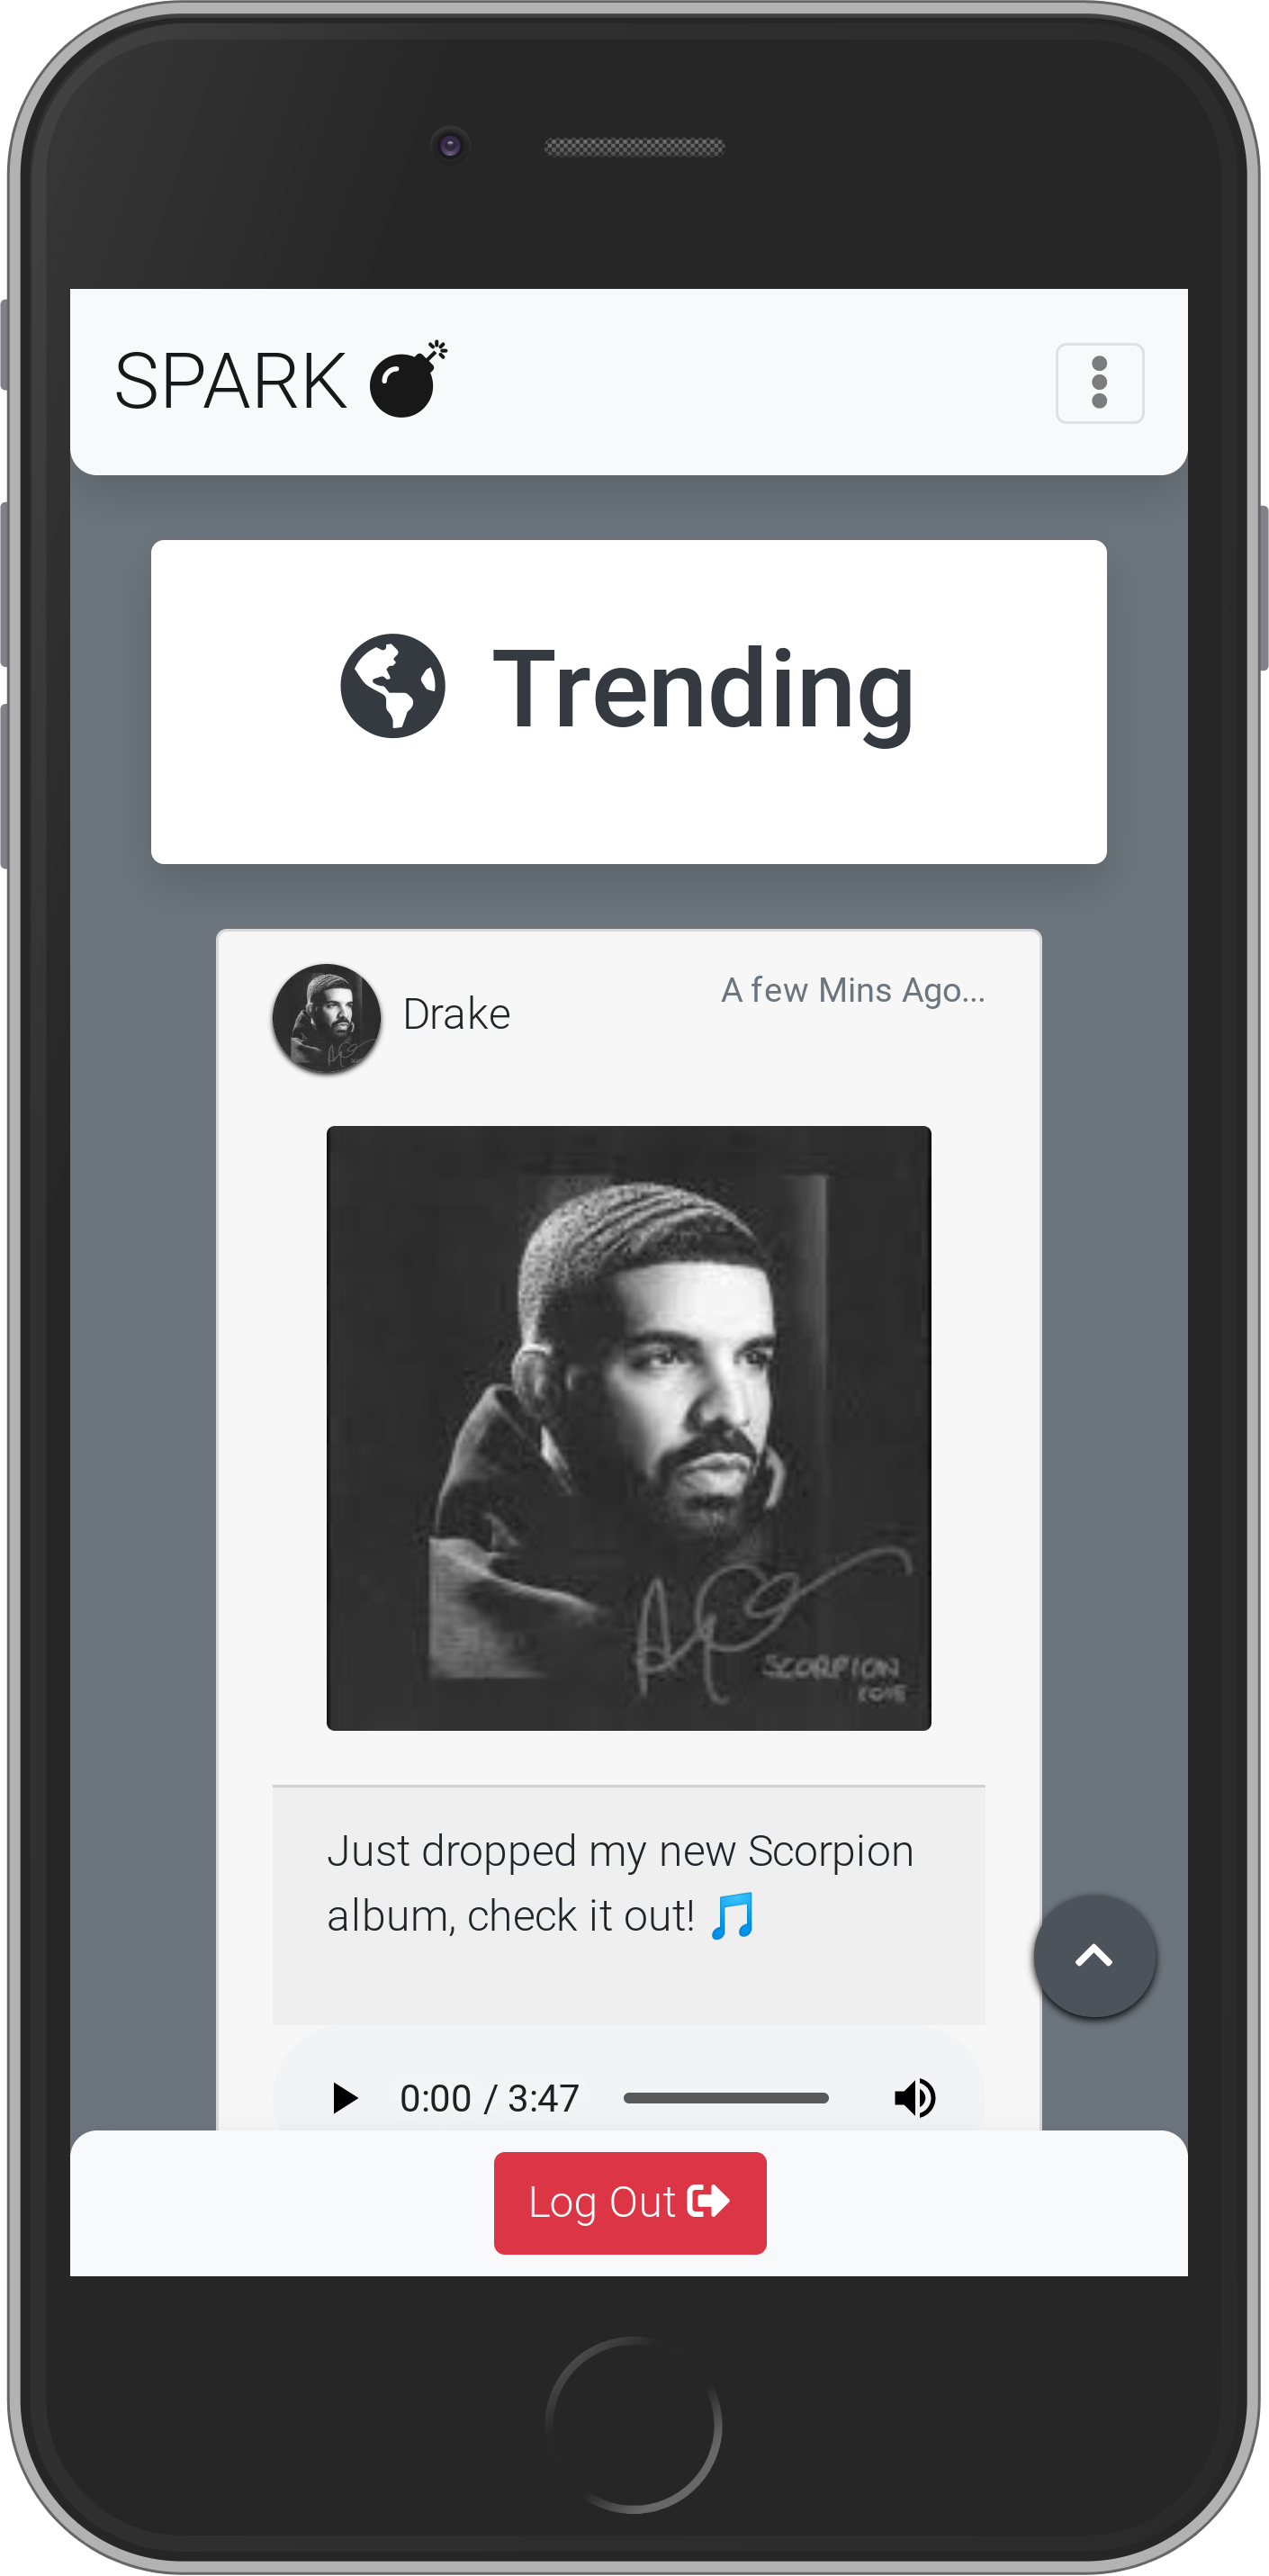 SPARK
Trending
Drake
A few Mins Ago...
SCORPION
Just dropped my new Scorpion
album, check it out! 🎵
0:00 / 3:47
Log Out